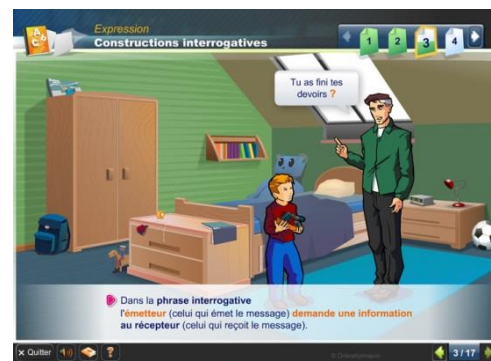 Expression
Constructions interrogatives
1 2 3 4
Tu as fini tes
devoirs ?
Dans la phrase interrogative
l'émetteur (celui qui émet le message) demande une information
au récepteur (celui qui reçoit le message).
× Quitter ? 3 / 17